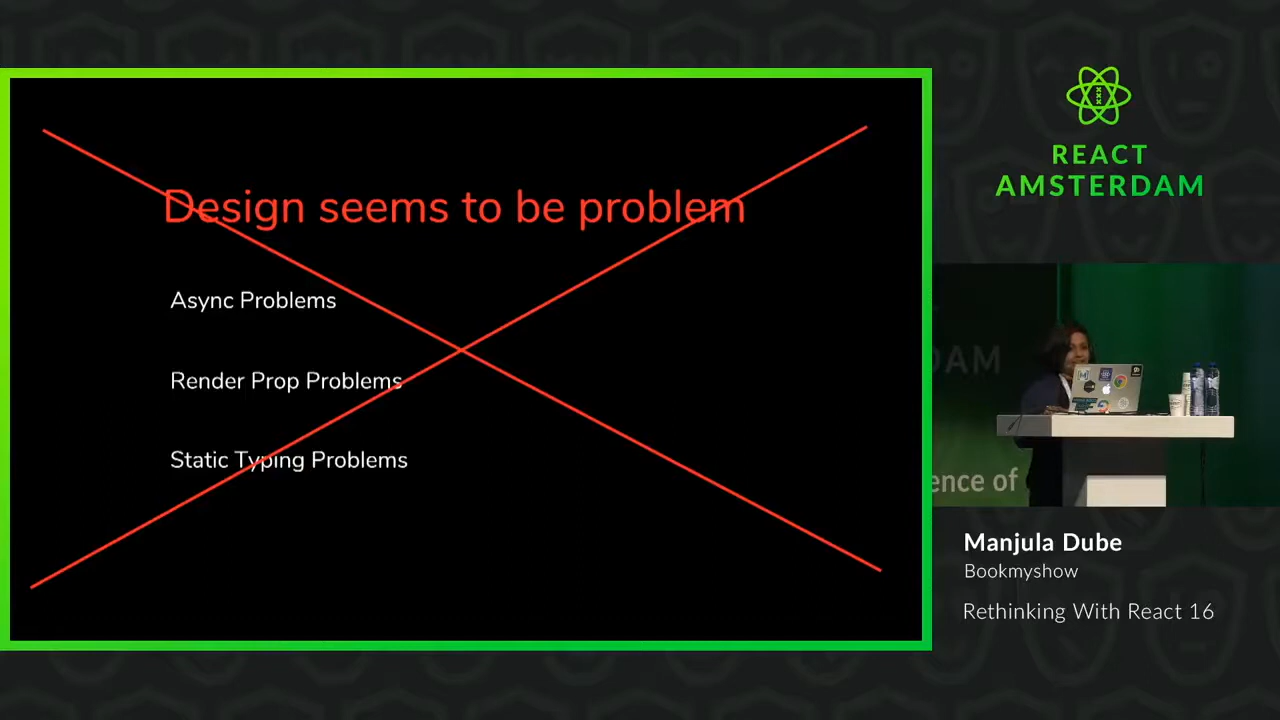 Design seems to be problem
Async Problems
Render Prop Problems
Static Typing Problems
REACT
AMSTERDAM
DAM
ence of
Manjula Dube
Bookmyshow
Rethinking With React 16